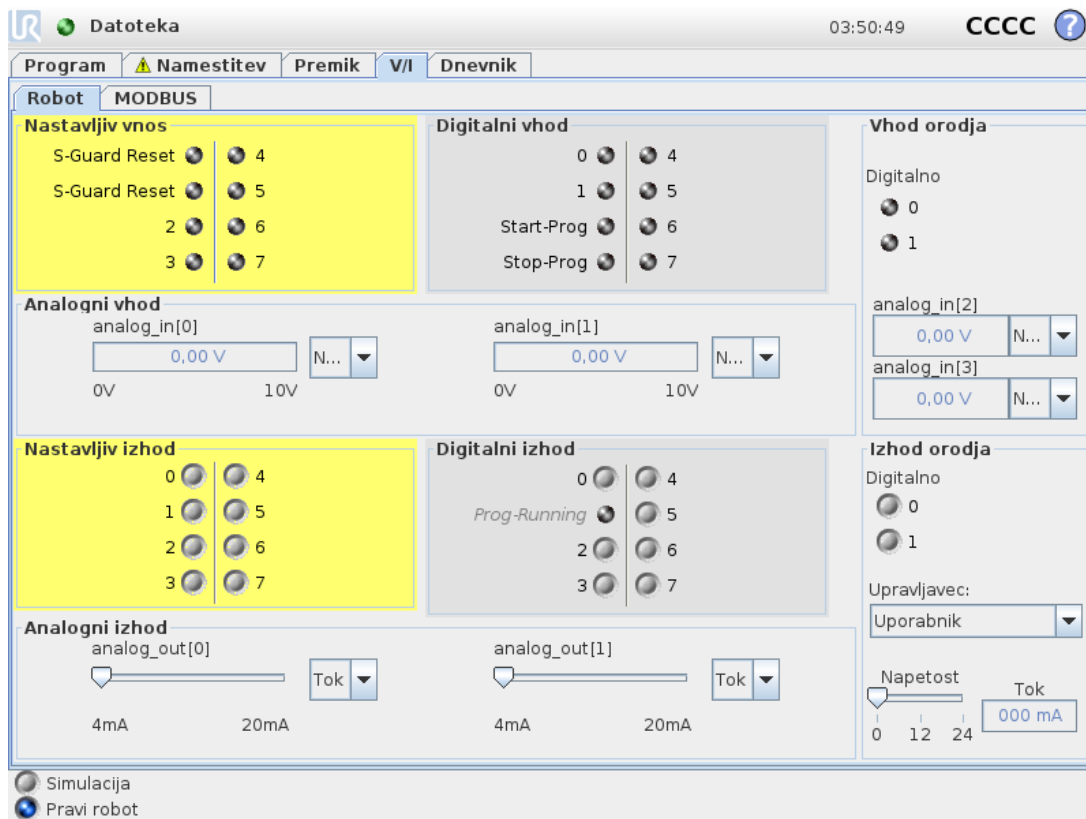 UR Datoteka 03:50:49 CCCC ?
Program Namestitev Premik V/I Dnevnik
Robot MODBUS
Nastavljiv vnos
S-Guard Reset 4
S-Guard Reset 5
2 6
3 7
Digitalni vhod
0 4
1 5
Start-Prog 6
Stop-Prog 7
Vhod orodja
Digitalno
0
1
analog_in[2]
0,00 V N...
analog_in[3]
0,00 V N...
Analogni vhod
analog_in[0]
0,00 V N...
0V 10V
analog_in[1]
0,00 V N...
0V 10V
Nastavljiv izhod
0 4
1 5
2 6
3 7
Digitalni izhod
0 4
Prog-Running 5
2 6
3 7
Izhod orodja
Digitalno
0
1
Upravljavec:
Uporabnik
Napetost
0 12 24
Tok
000 mA
Analogni izhod
analog_out[0]
Tok
4mA 20mA
analog_out[1]
Tok
4mA 20mA
Simulacija
Pravi robot